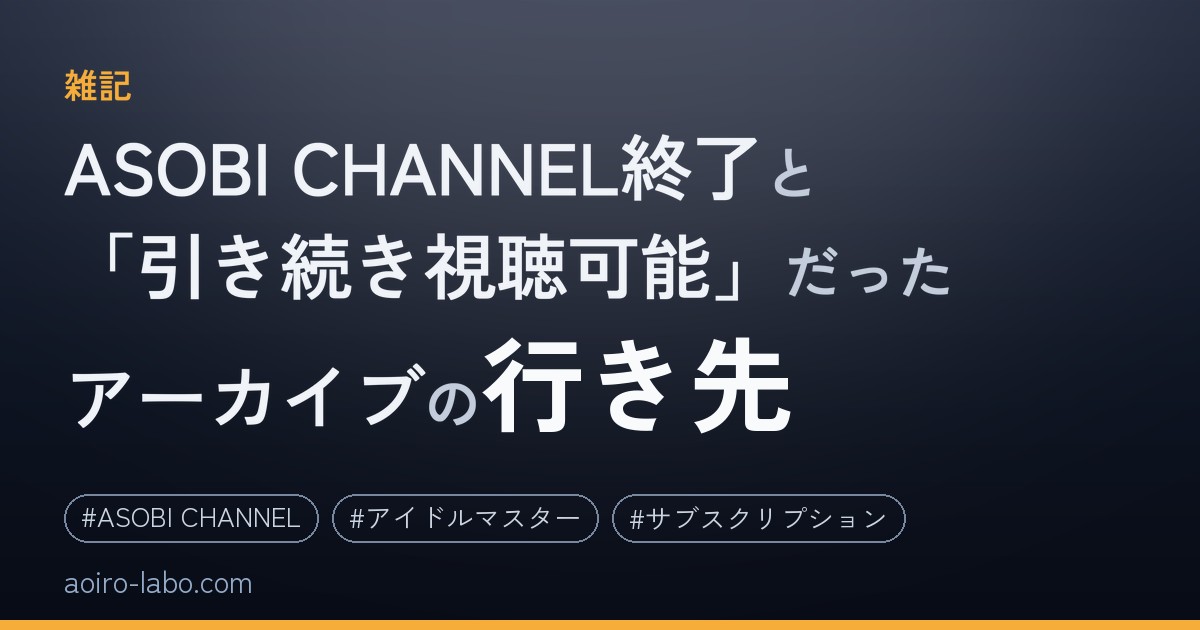 雑記
ASOBI CHANNEL終了と
「引き続き視聴可能」だった
アーカイブの行き先
#ASOBI CHANNEL #アイドルマスター #サブスクリプション
aoiro-labo.com